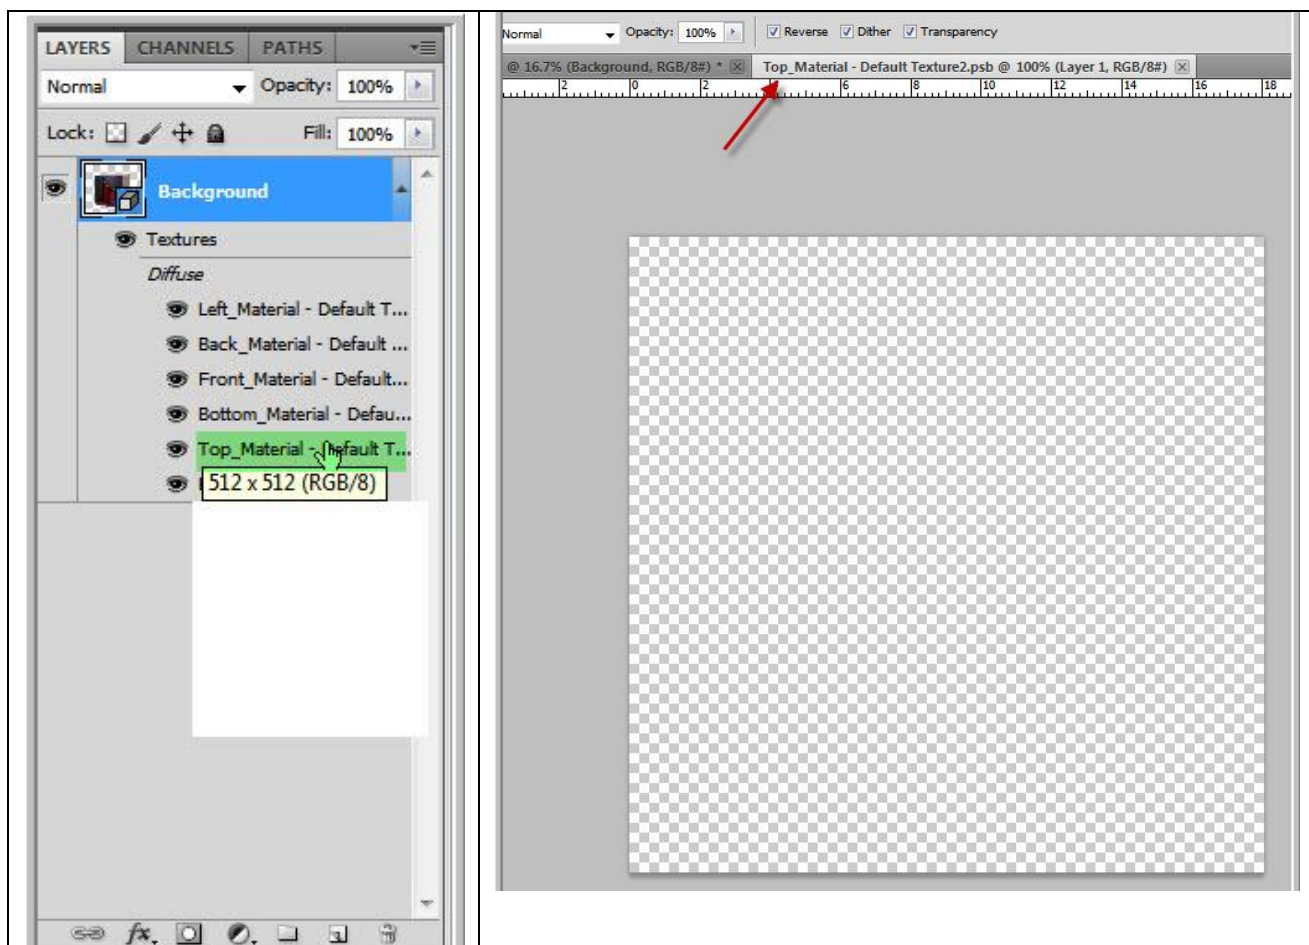 LAYERS CHANNELS PATHS
Normal Opacity: 100%
Lock: Fill: 100%
Background
Textures
Diffuse
Left_Material - Default T...
Back_Material - Default ...
Front_Material - Default...
Bottom_Material - Defau...
Top_Material - Default T...
512 x 512 (RGB/8)
fx.
Normal Opacity: 100% Reverse Dither Transparency
@ 16.7% (Background, RGB/8#) * Top_Material - Default Texture2.psb @ 100% (Layer 1, RGB/8#)
2 0 2 6 8 10 12 14 16 18